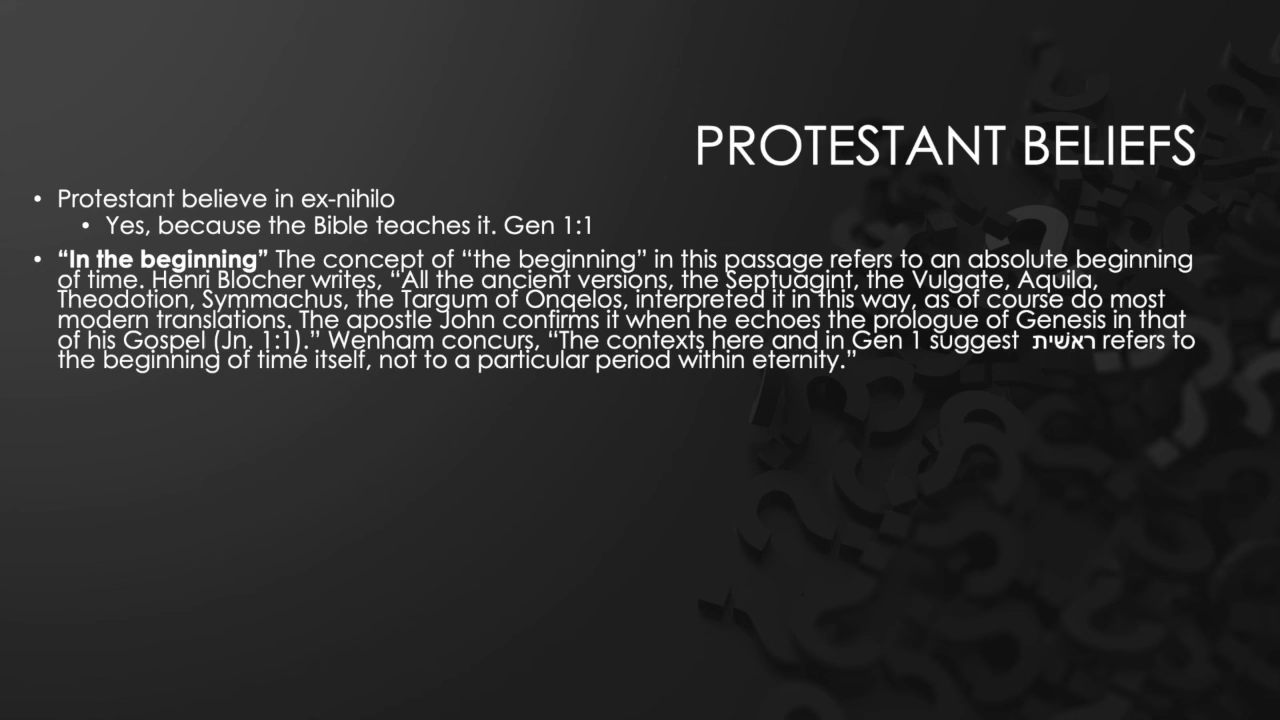 PROTESTANT BELIEFS
• Protestant believe in ex-nihilo
• Yes, because the Bible teaches it. Gen 1:1
• “In the beginning” The concept of “the beginning” in this passage refers to an absolute beginning
of time. Henri Blocher writes, “All the ancient versions, the Septuagint, the Vulgate, Aquila,
Theodotion, Symmachus, the Targum of Onqelos, interpreted it in this way, as of course do most
modern translations. The apostle John confirms it when he echoes the prologue of Genesis in that
of his Gospel (Jn. 1:1).” Wenham concurs, “The contexts here and in Gen 1 suggest ראשׁית refers to
the beginning of time itself, not to a particular period within eternity.”